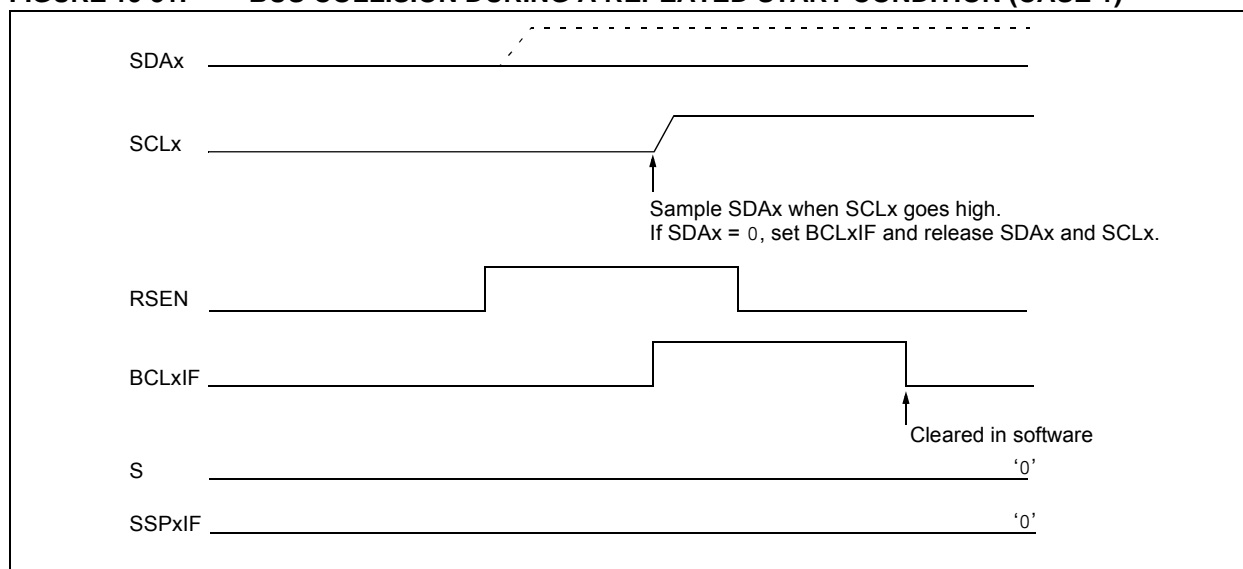 SDAx
SCLx
Sample SDAx when SCLx goes high.
If SDAx = 0, set BCLxIF and release SDAx and SCLx.
RSEN
BCLxIF
Cleared in software
S
‘0’
SSPxIF
‘0’